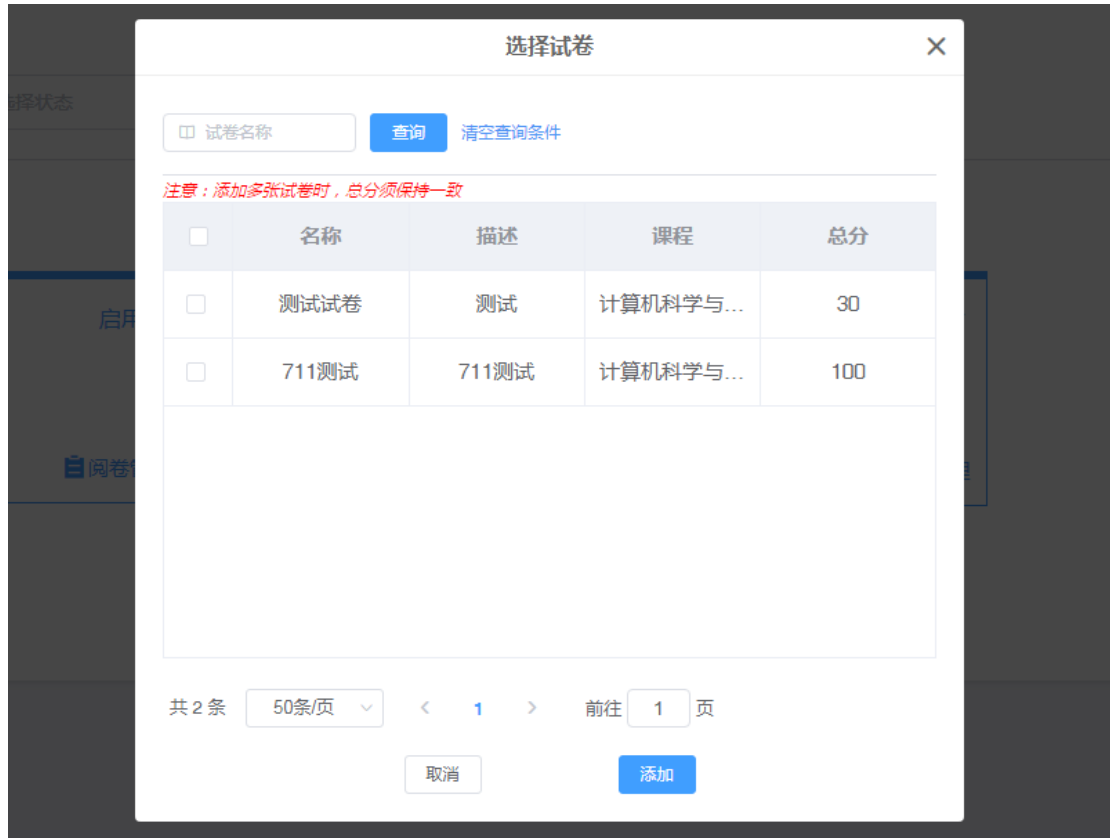 选择试卷
择状态
试卷名称 查询 清空查询条件
注意：添加多张试卷时，总分须保持一致
名称 描述 课程 总分
测试试卷 测试 计算机科学与... 30
启用
711测试 711测试 计算机科学与... 100
阅卷
共 2 条 50条/页 1 前往 1 页
取消 添加